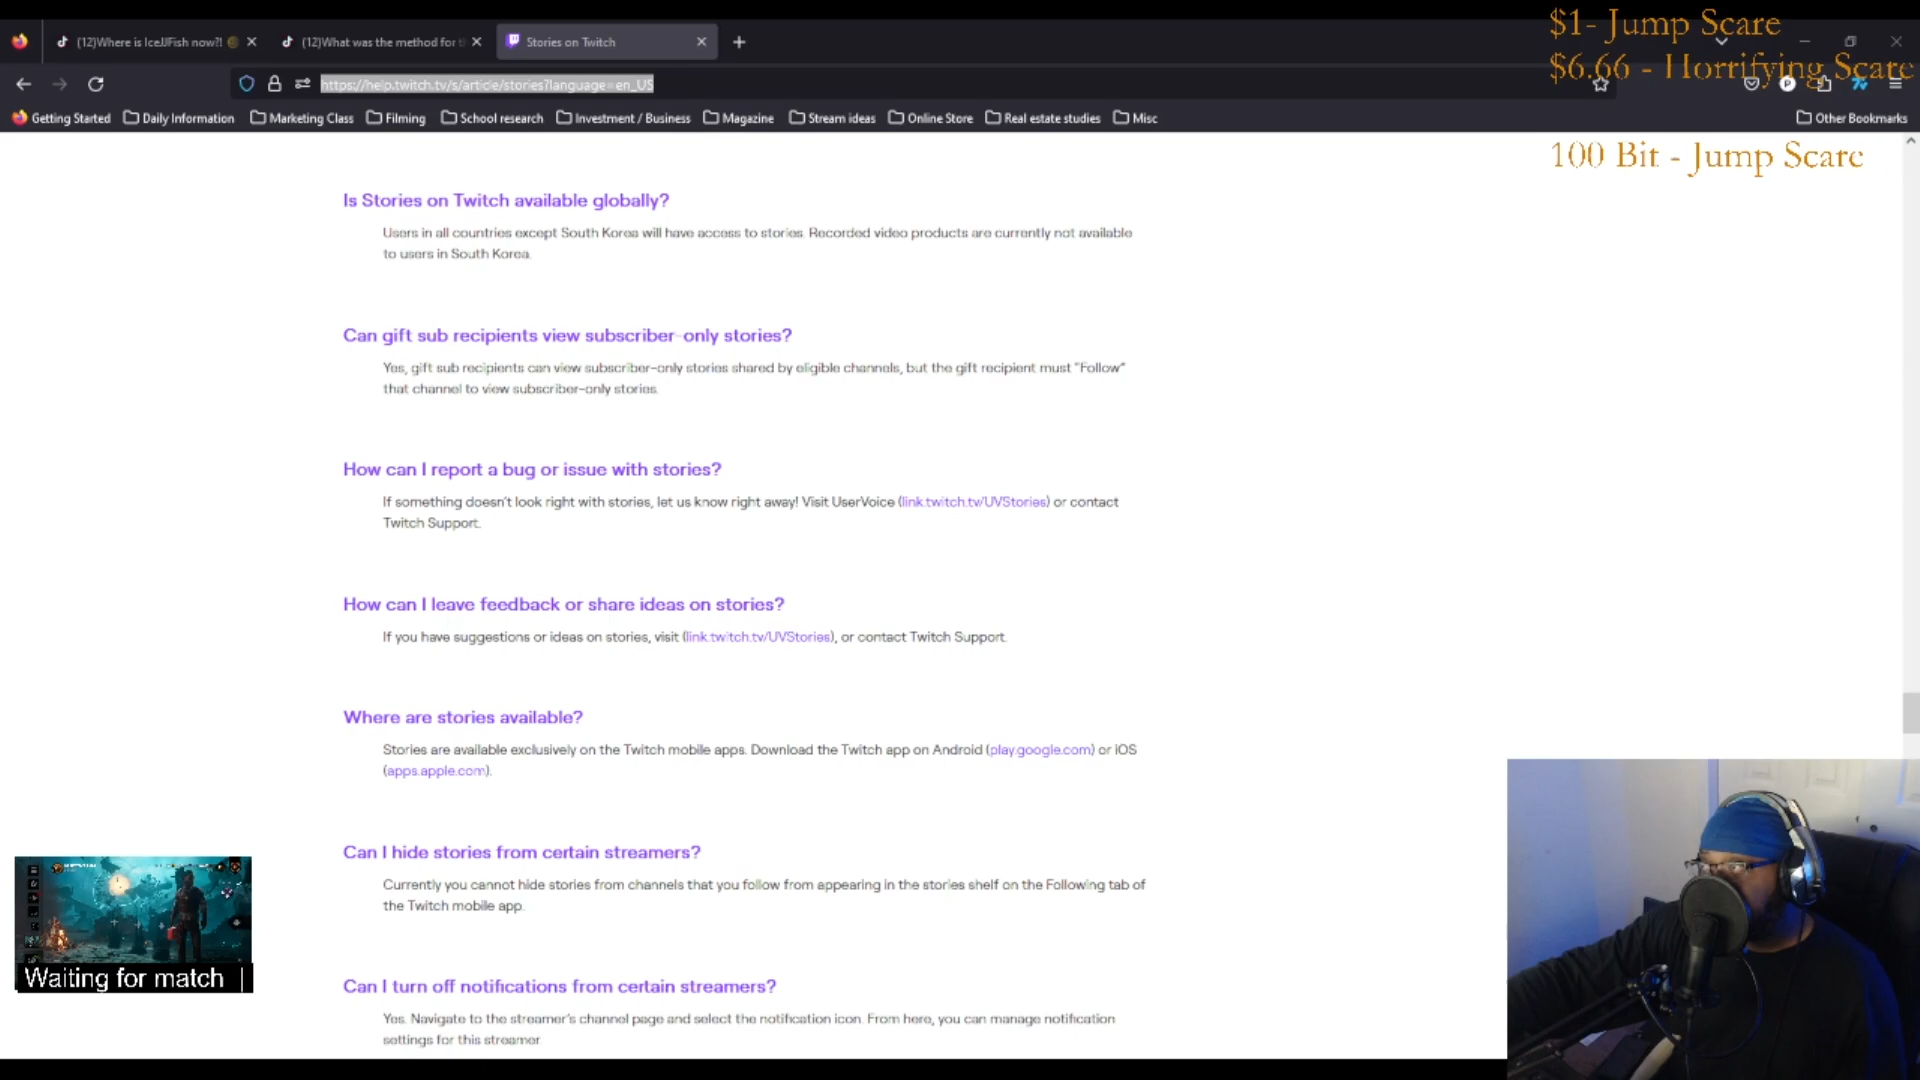 $1- Jump Scare
(12)Where is IceJJFish now?!
(12)What was the method for t
Stories on Twitch
$6.66 - Horrifying Scare
https://help.twitch.tv/s/article/stories?language=en_US
Getting Started
Daily Information
Marketing Class
Filming
School research
Investment / Business
Magazine
Stream ideas
Online Store
Real estate studies
Misc
Other Bookmarks
100 Bit - Jump Scare
Is Stories on Twitch available globally?
Users in all countries except South Korea will have access to stories. Recorded video products are currently not available
to users in South Korea.
Can gift sub recipients view subscriber-only stories?
Yes, gift sub recipients can view subscriber-only stories shared by eligible channels, but the gift recipient must "Follow"
that channel to view subscriber-only stories.
How can I report a bug or issue with stories?
If something doesn't look right with stories, let us know right away! Visit UserVoice (link.twitch.tv/UVStories) or contact
Twitch Support.
How can I leave feedback or share ideas on stories?
If you have suggestions or ideas on stories, visit (link.twitch.tv/UVStories), or contact Twitch Support.
Where are stories available?
Stories are available exclusively on the Twitch mobile apps. Download the Twitch app on Android (play.google.com) or iOS
(apps.apple.com).
Can I hide stories from certain streamers?
Currently you cannot hide stories from channels that you follow from appearing in the stories shelf on the Following tab of
the Twitch mobile app.
Waiting for match |
Can I turn off notifications from certain streamers?
Yes. Navigate to the streamer's channel page and select the notification icon. From here, you can manage notification
settings for this streamer.